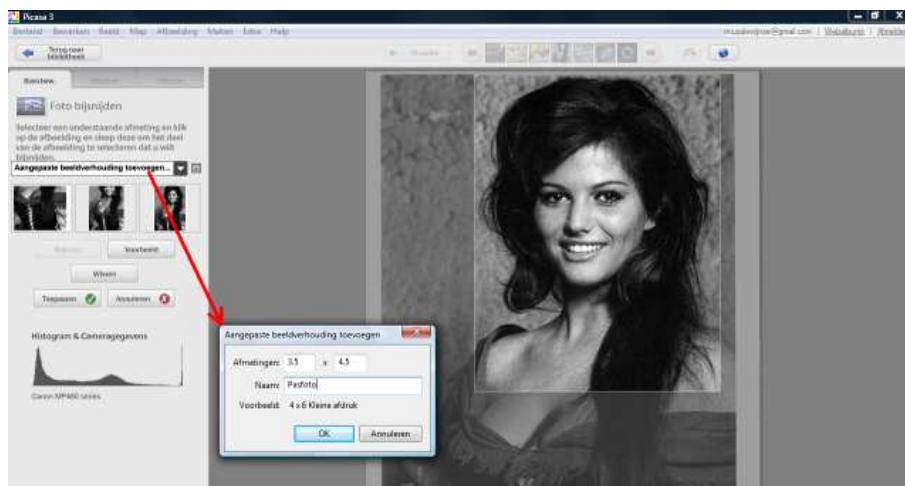 Picasa 3
Bestand Bewerken Beeld Map Afbeelding Maken Extra Help
Terug naar
bibliotheek
Foto bijsnijden
Selecteer een onderstaande afmeting en klik
op de afbeelding en sleep deze om het deel
van de afbeelding te selecteren dat u wilt
bijsnijden.
Aangepaste beeldverhouding toevoegen...
Voorbeeld
Wissen
Toepassen Annuleren
Histogram & Cameragegevens
Canon MP480 series
Aangepaste beeldverhouding toevoegen
Afmetingen: 3.5 x 4.5
Naam: Pasfoto
Voorbeeld: 4 x 6 Kleine afdruk
OK Annuleren